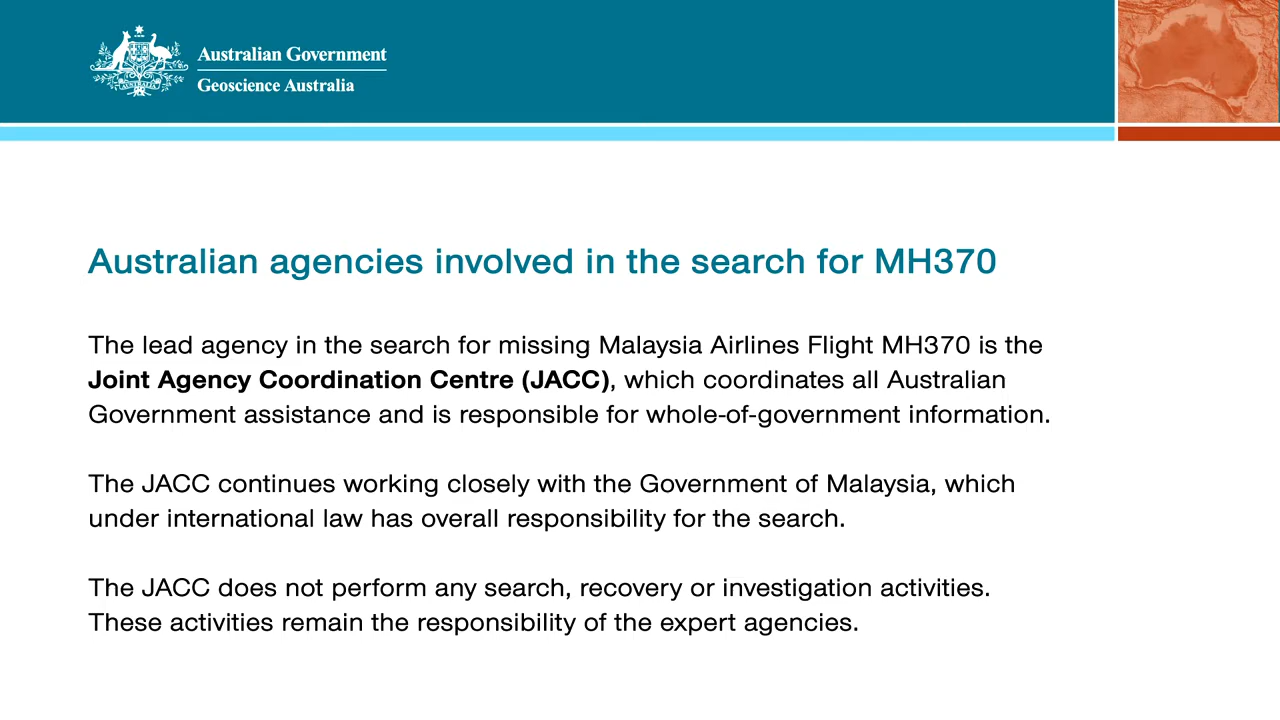 Australian Government
Geoscience Australia
Australian agencies involved in the search for MH370
The lead agency in the search for missing Malaysia Airlines Flight MH370 is the
Joint Agency Coordination Centre (JACC), which coordinates all Australian
Government assistance and is responsible for whole-of-government information.
The JACC continues working closely with the Government of Malaysia, which
under international law has overall responsibility for the search.
The JACC does not perform any search, recovery or investigation activities.
These activities remain the responsibility of the expert agencies.